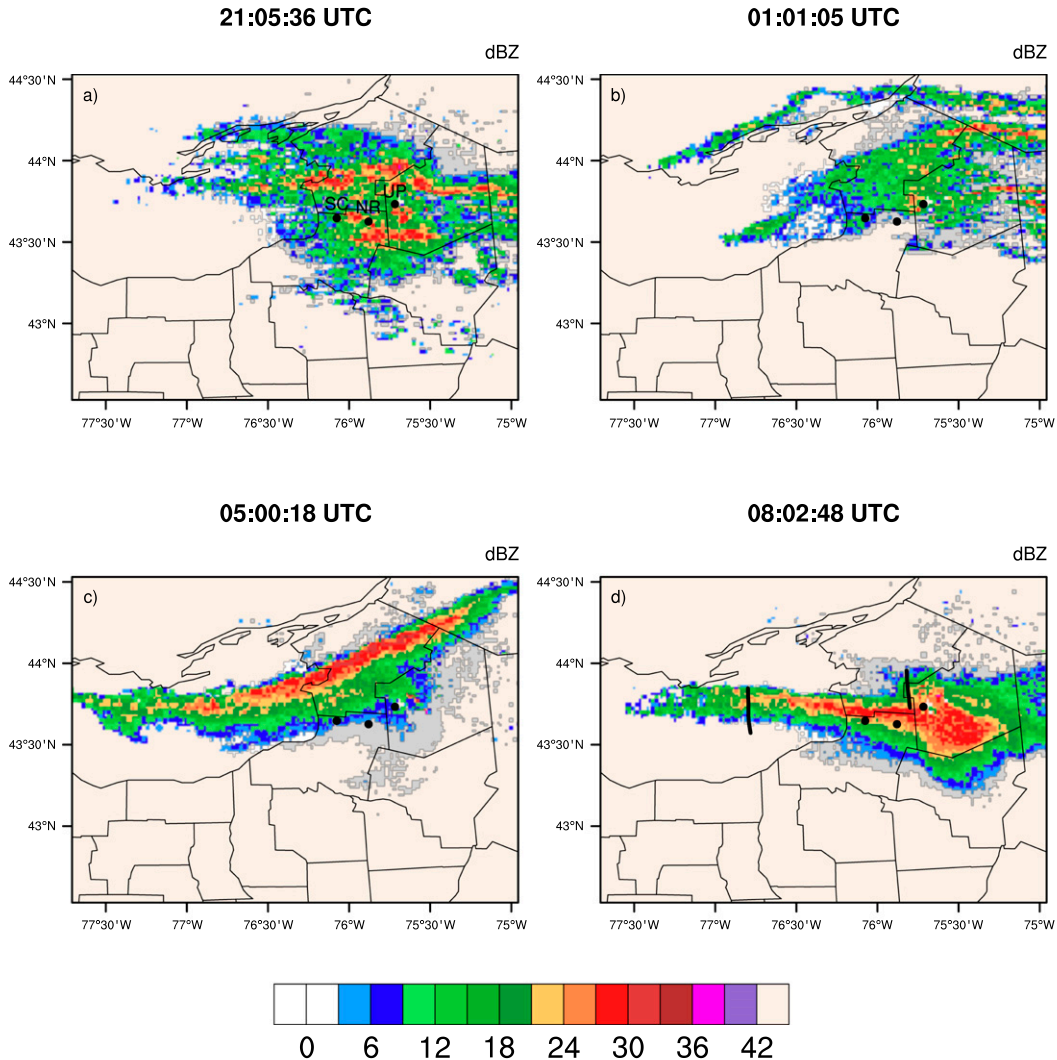 21:05:36 UTC
01:01:05 UTC
dBZ
dBZ
44°30'N
a)
44°N
43°30'N
43°N
SC NR UP
77°30'W 77°W 76°30'W 76°W 75°30'W 75°W
44°30'N
b)
44°N
43°30'N
43°N
77°30'W 77°W 76°30'W 76°W 75°30'W 75°W
05:00:18 UTC
08:02:48 UTC
dBZ
dBZ
44°30'N
c)
44°N
43°30'N
43°N
77°30'W 77°W 76°30'W 76°W 75°30'W 75°W
44°30'N
d)
44°N
43°30'N
43°N
77°30'W 77°W 76°30'W 76°W 75°30'W 75°W
0 6 12 18 24 30 36 42